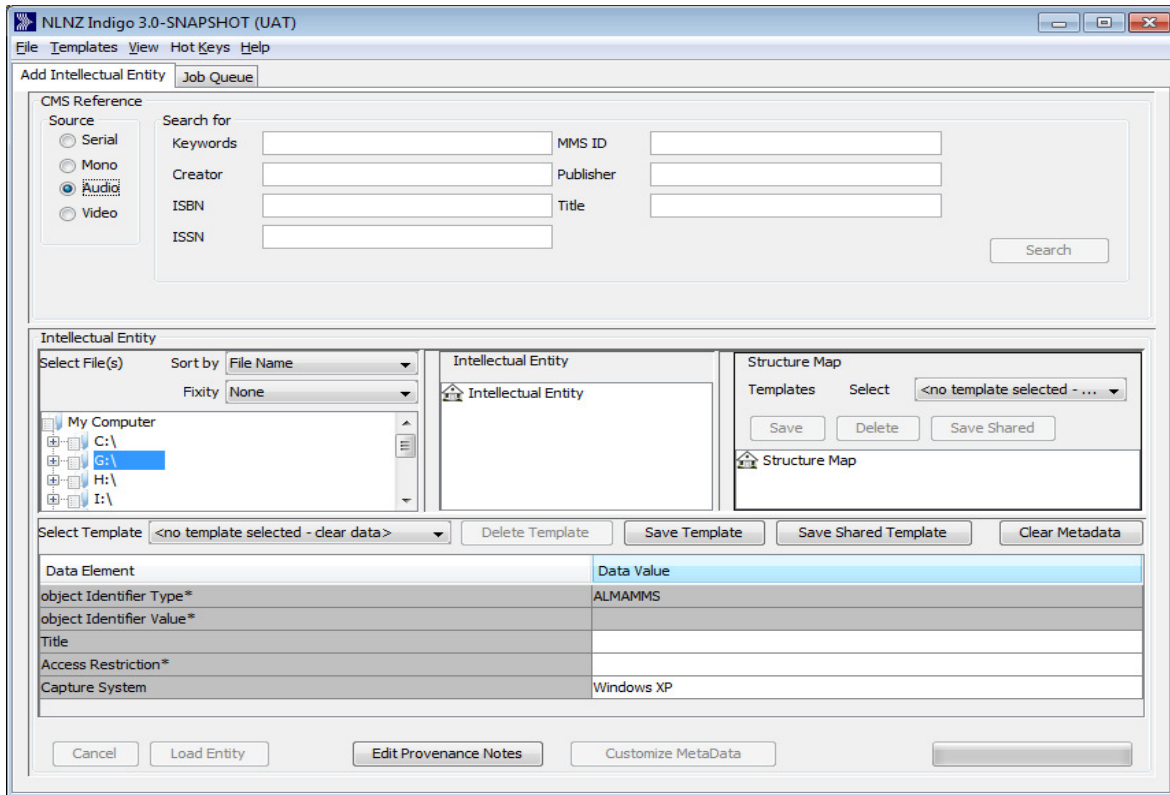 NLNZ Indigo 3.0-SNAPSHOT (UAT)
File Templates View Hot Keys Help
Add Intellectual Entity Job Queue
CMS Reference
Source Search for
Serial Keywords MMS ID
Mono Creator Publisher
Audio ISBN Title
Video ISSN
Search
Intellectual Entity
Select File(s) Sort by File Name
Fixity None
My Computer
C:\
G:\
H:\
I:\
Intellectual Entity
Intellectual Entity
Structure Map
Templates Select <no template selected - ...
Save Delete Save Shared
Structure Map
Select Template <no template selected - clear data> Delete Template Save Template Save Shared Template Clear Metadata
Data Element Data Value
object Identifier Type* ALMAMMS
object Identifier Value*
Title
Access Restriction*
Capture System Windows XP
Cancel Load Entity Edit Provenance Notes Customize MetaData